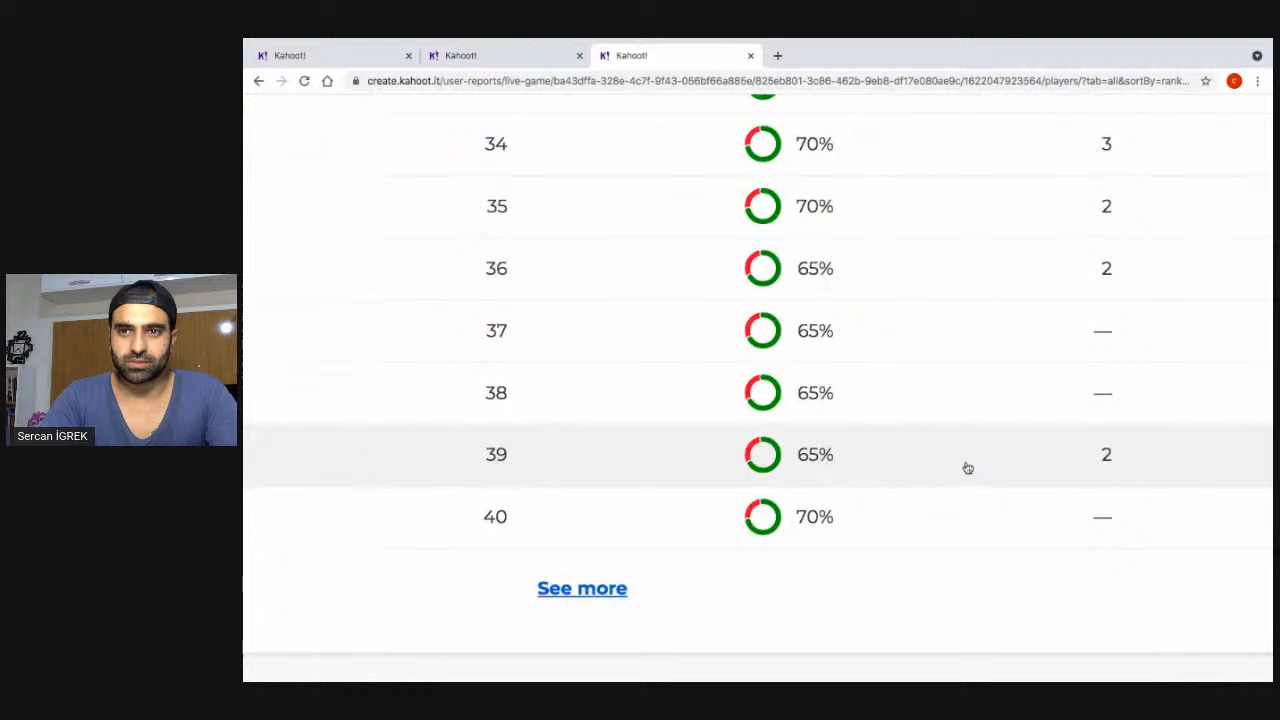 K! Kahoot!
K! Kahoot!
K! Kahoot!
create.kahoot.it/user-reports/live-game/ba43dffa-328e-4c7f-9f43-056bf66a885e/825eb801-3c86-462b-9eb8-df17e080ae9c/1622047923564/players/?tab=all&sortBy=rank...
C
34 70% 3
35 70% 2
36 65% 2
37 65% —
38 65% —
39 65% 2
40 70% —
See more
Sercan İGREK